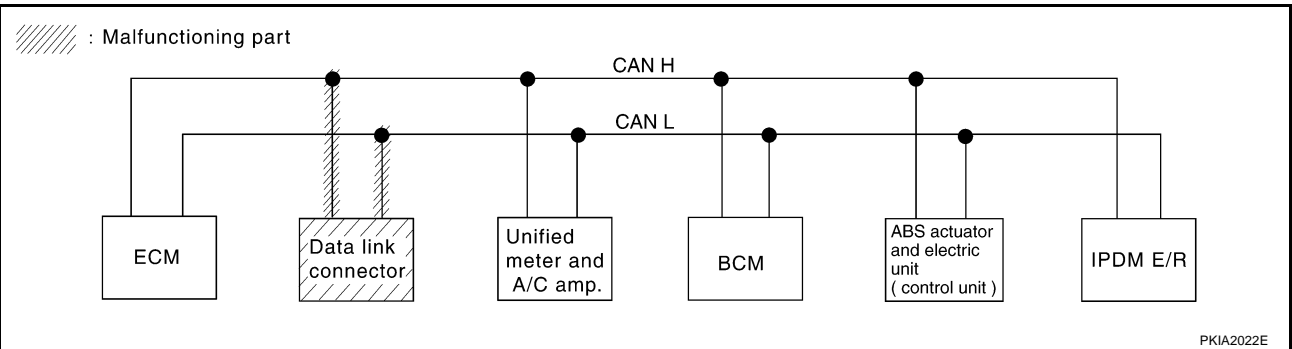 : Malfunctioning part
CAN H
CAN L
ECM
Data link
connector
Unified
meter and
A/C amp.
BCM
ABS actuator
and electric
unit
( control unit )
IPDM E/R
PKIA2022E